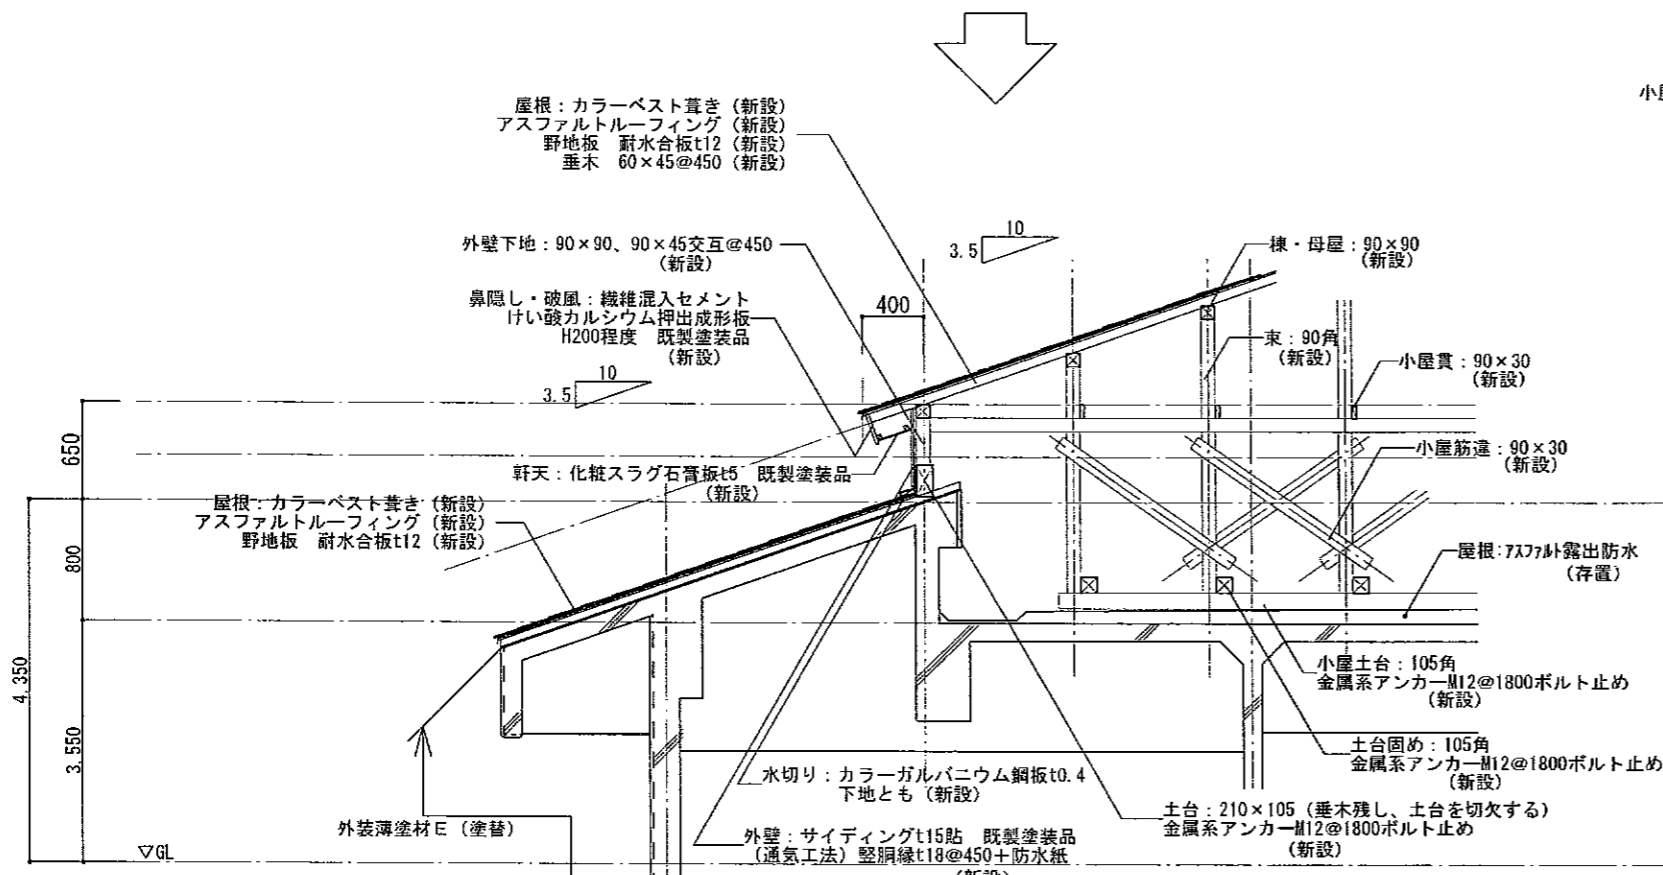 小屋
屋根：カラーベスト葺き（新設）
アスファルトルーフィング（新設）
野地板　耐水合板t12（新設）
垂木　60×45@450（新設）
外壁下地：90×90、90×45交互@450
（新設）
鼻隠し・破風：繊維混入セメント
けい酸カルシウム押出成形板
H200程度　既製塗装品
（新設）
10
3.5
400
10
3.5
棟・母屋：90×90
（新設）
束：90角
（新設）
小屋貫：90×30
（新設）
小屋筋違：90×30
（新設）
軒天：化粧スラグ石膏板t5　既製塗装品
（新設）
屋根：カラーベスト葺き（新設）
アスファルトルーフィング（新設）
野地板　耐水合板t12（新設）
屋根:アスファルト露出防水
（存置）
650
800
4.350
3.550
小屋土台：105角
金属系アンカーM12@1800ボルト止め
（新設）
土台固め：105角
金属系アンカーM12@1800ボルト止め
（新設）
土台：210×105（垂木残し、土台を切欠する）
金属系アンカーM12@1800ボルト止め
（新設）
水切り：カラーガルバニウム鋼板t0.4
下地とも（新設）
外壁：サイディングt15貼　既製塗装品
（通気工法）竪胴縁t18@450＋防水紙
（新設）
外装薄塗材E（塗替）
▽GL